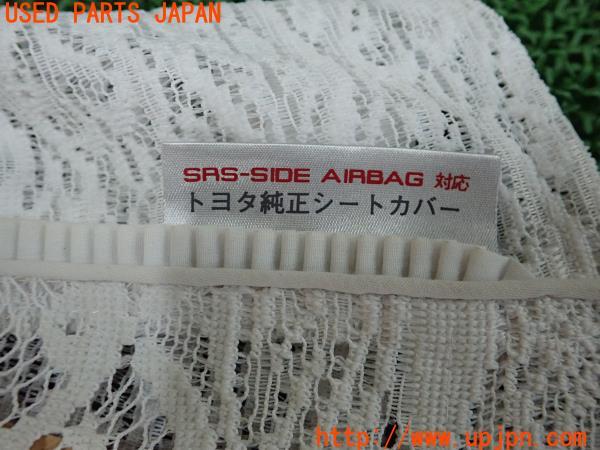 USED PARTS JAPAN
SRS-SIDE AIRBAG 対応
トヨタ純正シートカバー
http://www.upjpn.com